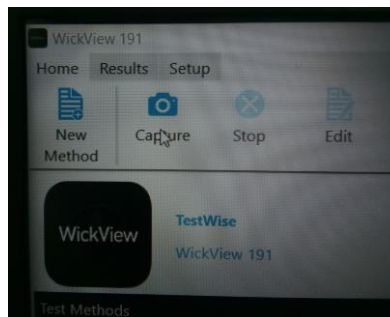 WickView 191
Home Results Setup
New Method
Capture
Stop
Edit
WickView
TestWise
WickView 191
Test Methods